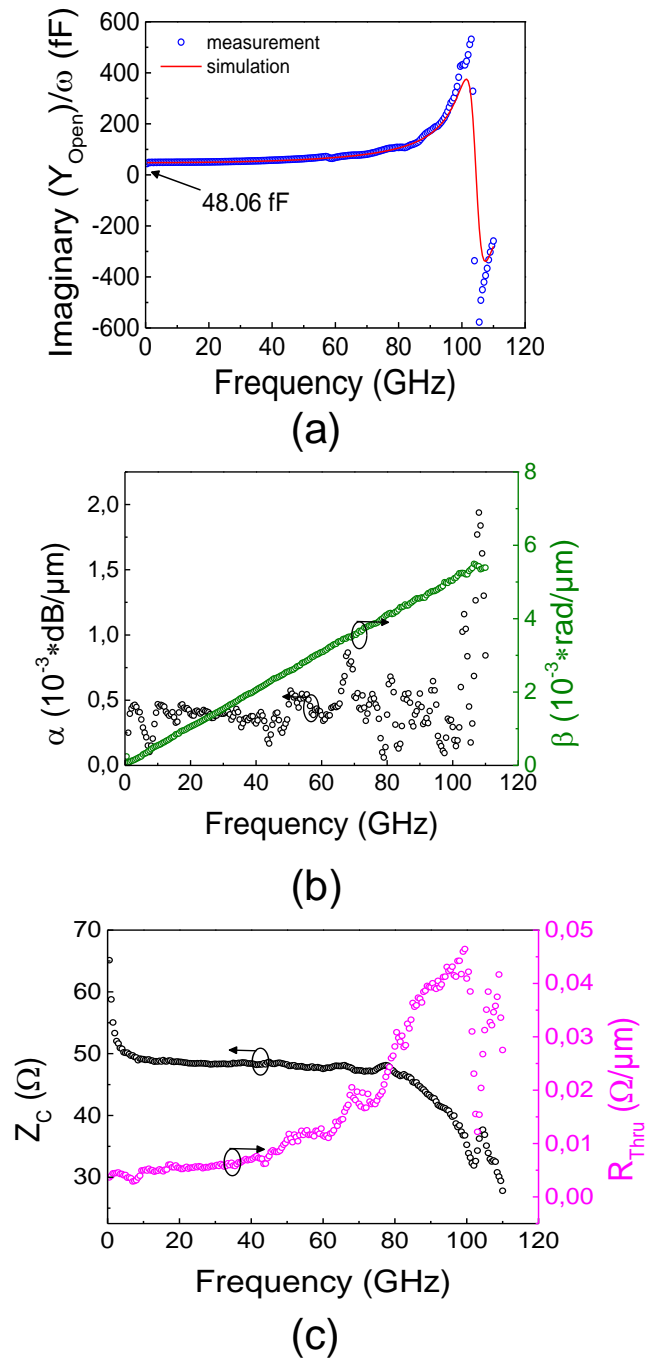 600
400
200
0
-200
-400
-600
Imaginary (Y_Open)/ω (fF)
measurement
simulation
48.06 fF
0 20 40 60 80 100 120
Frequency (GHz)
(a)
2,0
1,5
1,0
0,5
0,0
α (10⁻³*dB/µm)
8
6
4
2
0
β (10⁻³*rad/µm)
0 20 40 60 80 100 120
Frequency (GHz)
(b)
70
60
50
40
30
Z_C (Ω)
0,05
0,04
0,03
0,02
0,01
0,00
R_Thru (Ω/µm)
0 20 40 60 80 100 120
Frequency (GHz)
(c)